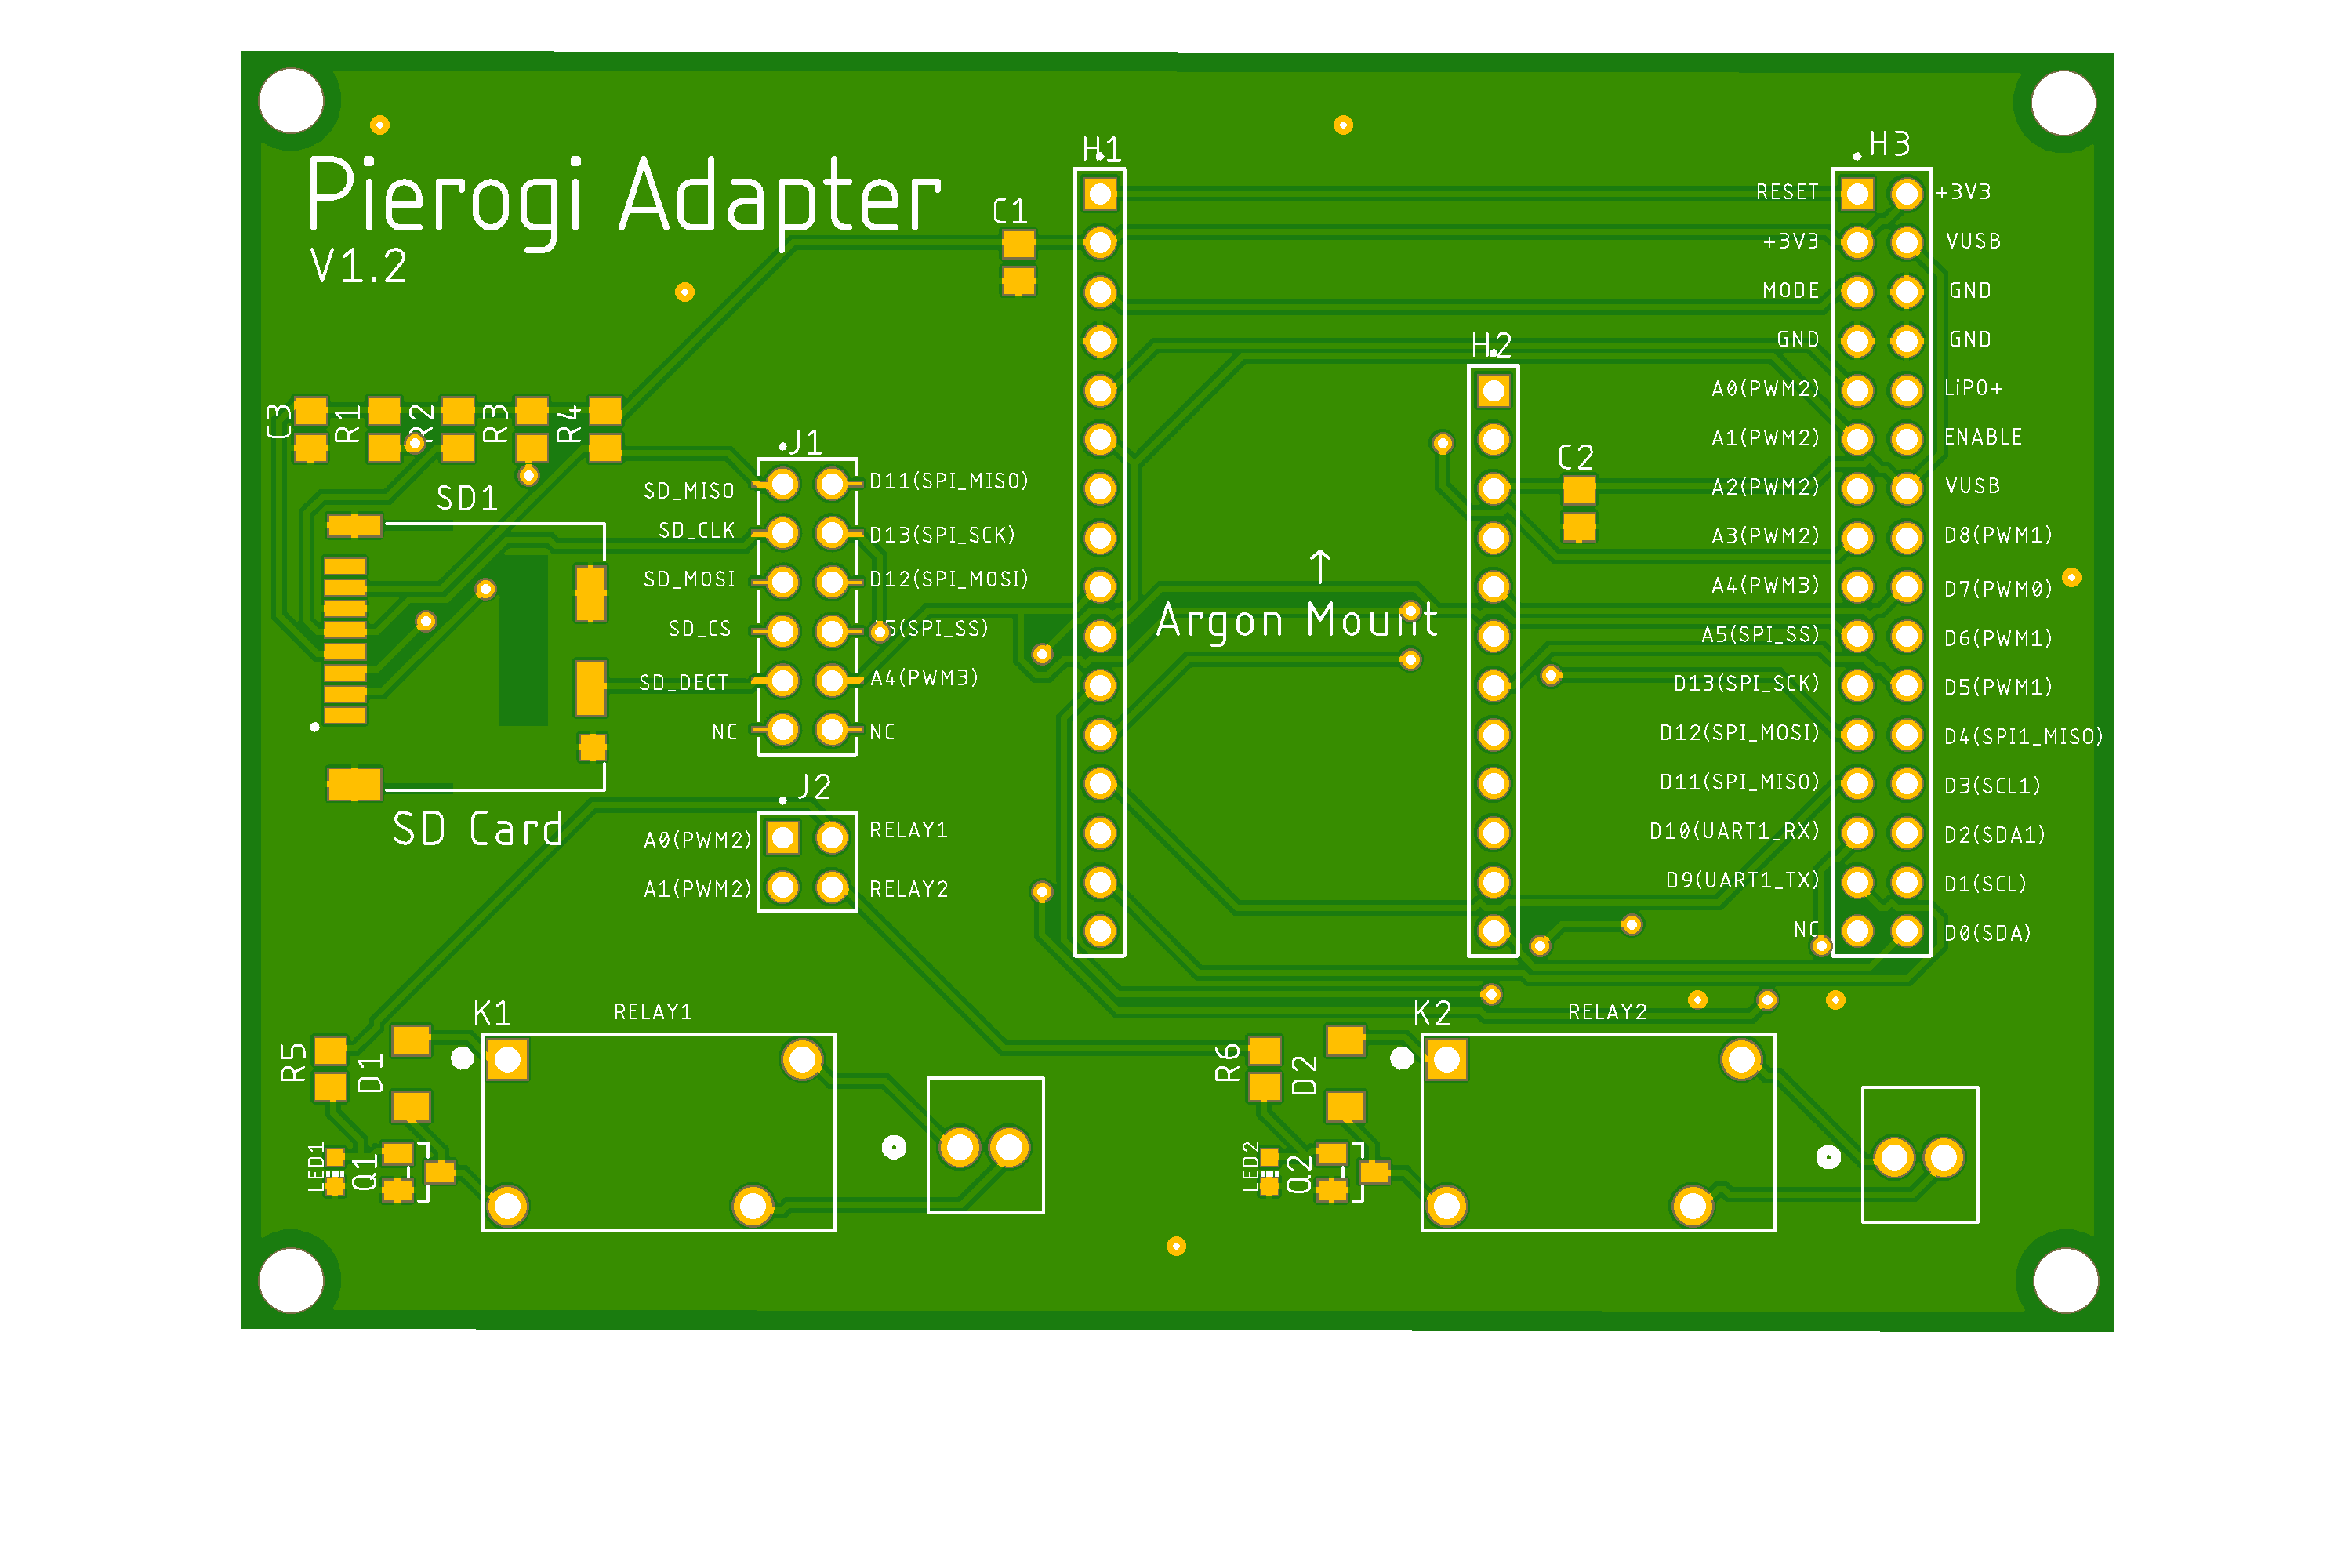 Pierogi Adapter
V1.2
C1
H1
H3
RESET
+3V3
+3V3
VUSB
MODE
GND
GND
GND
H2
A0(PWM2)
LiPO+
A1(PWM2)
ENABLE
A2(PWM2)
VUSB
A3(PWM2)
D8(PWM1)
A4(PWM3)
D7(PWM0)
A5(SPI_SS)
D6(PWM1)
D13(SPI_SCK)
D5(PWM1)
D12(SPI_MOSI)
D4(SPI1_MISO)
D11(SPI_MISO)
D3(SCL1)
D10(UART1_RX)
D2(SDA1)
D9(UART1_TX)
D1(SCL)
NC
D0(SDA)
C2
Argon Mount
C3
R1
R2
R3
R4
SD1
SD Card
J1
SD_MISO
D11(SPI_MISO)
SD_CLK
D13(SPI_SCK)
SD_MOSI
D12(SPI_MOSI)
SD_CS
5(SPI_SS)
SD_DECT
A4(PWM3)
NC
NC
J2
A0(PWM2)
RELAY1
A1(PWM2)
RELAY2
K1
RELAY1
R5
D1
LED1
Q1
K2
RELAY2
R6
D2
LED2
Q2